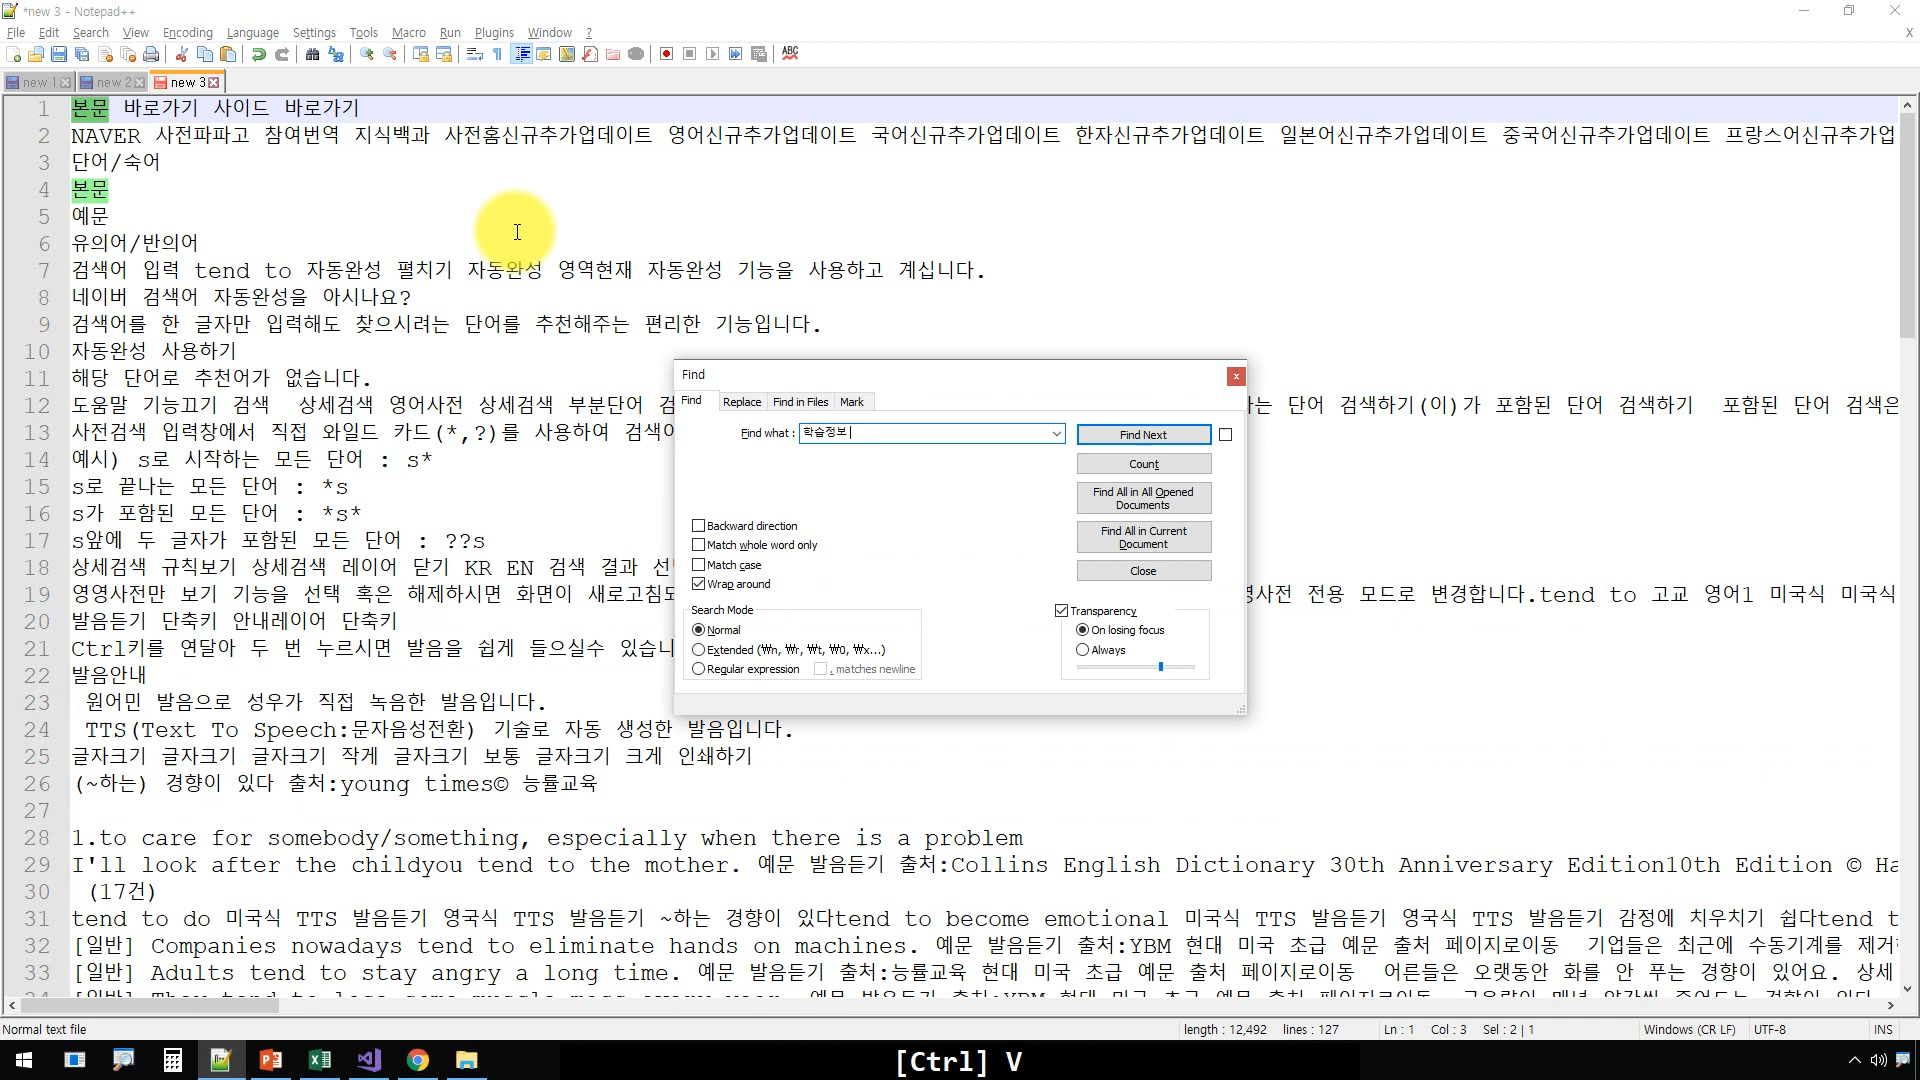 *new 3 - Notepad++
File Edit Search View Encoding Language Settings Tools Macro Run Plugins Window ? X
new 1 new 2 new 3
1 본문 바로가기 사이드 바로가기
2 NAVER 사전파파고 참여번역 지식백과 사전홈신규추가업데이트 영어신규추가업데이트 국어신규추가업데이트 한자신규추가업데이트 일본어신규추가업데이트 중국어신규추가업데이트 프랑스어신규추가업
3 단어/숙어
4 본문
5 예문
6 유의어/반의어
7 검색어 입력 tend to 자동완성 펼치기 자동완성 영역현재 자동완성 기능을 사용하고 계십니다.
8 네이버 검색어 자동완성을 아시나요?
9 검색어를 한 글자만 입력해도 찾으시려는 단어를 추천해주는 편리한 기능입니다.
10 자동완성 사용하기
11 해당 단어로 추천어가 없습니다.
12 도움말 기능끄기 검색 상세검색 영어사전 상세검색 부분단어 는 단어 검색하기(이)가 포함된 단어 검색하기 포함된 단어 검색은
13 사전검색 입력창에서 직접 와일드 카드(*,?)를 사용하여 검색
14 예시) s로 시작하는 모든 단어 : s*
15 s로 끝나는 모든 단어 : *s
16 s가 포함된 모든 단어 : *s*
17 s앞에 두 글자가 포함된 모든 단어 : ??s
18 상세검색 규칙보기 상세검색 레이어 닫기 KR EN 검색 결과
19 영영사전만 보기 기능을 선택 혹은 해제하시면 화면이 새로고침 사전 전용 모드로 변경합니다.tend to 고교 영어1 미국식 미국식
20 발음듣기 단축키 안내레이어 단축키
21 Ctrl키를 연달아 두 번 누르시면 발음을 쉽게 들으실수 있습니
22 발음안내
23 원어민 발음으로 성우가 직접 녹음한 발음입니다.
24 TTS(Text To Speech:문자음성전환) 기술로 자동 생성한 발음입니다.
25 글자크기 글자크기 글자크기 작게 글자크기 보통 글자크기 크게 인쇄하기
26 (~하는) 경향이 있다 출처:young times© 능률교육
27
28 1.to care for somebody/something, especially when there is a problem
29 I'll look after the childyou tend to the mother. 예문 발음듣기 출처:Collins English Dictionary 30th Anniversary Edition10th Edition © Ha
30 (17건)
31 tend to do 미국식 TTS 발음듣기 영국식 TTS 발음듣기 ~하는 경향이 있다tend to become emotional 미국식 TTS 발음듣기 영국식 TTS 발음듣기 감정에 치우치기 쉽다tend t
32 [일반] Companies nowadays tend to eliminate hands on machines. 예문 발음듣기 출처:YBM 현대 미국 초급 예문 출처 페이지로이동 기업들은 최근에 수동기계를 제거
33 [일반] Adults tend to stay angry a long time. 예문 발음듣기 출처:능률교육 현대 미국 초급 예문 출처 페이지로이동 어른들은 오랫동안 화를 안 푸는 경향이 있어요. 상세
Find
Find Replace Find in Files Mark
Find what : 학습정보
Find Next
Count
Find All in All Opened
Documents
Find All in Current
Document
Close
Backward direction
Match whole word only
Match case
Wrap around
Search Mode
Normal
Extended (₩n, ₩r, ₩t, ₩0, ₩x...)
Regular expression . matches newline
Transparency
On losing focus
Always
Normal text file length : 12,492 lines : 127 Ln : 1 Col : 3 Sel : 2 | 1 Windows (CR LF) UTF-8 INS
[Ctrl] V